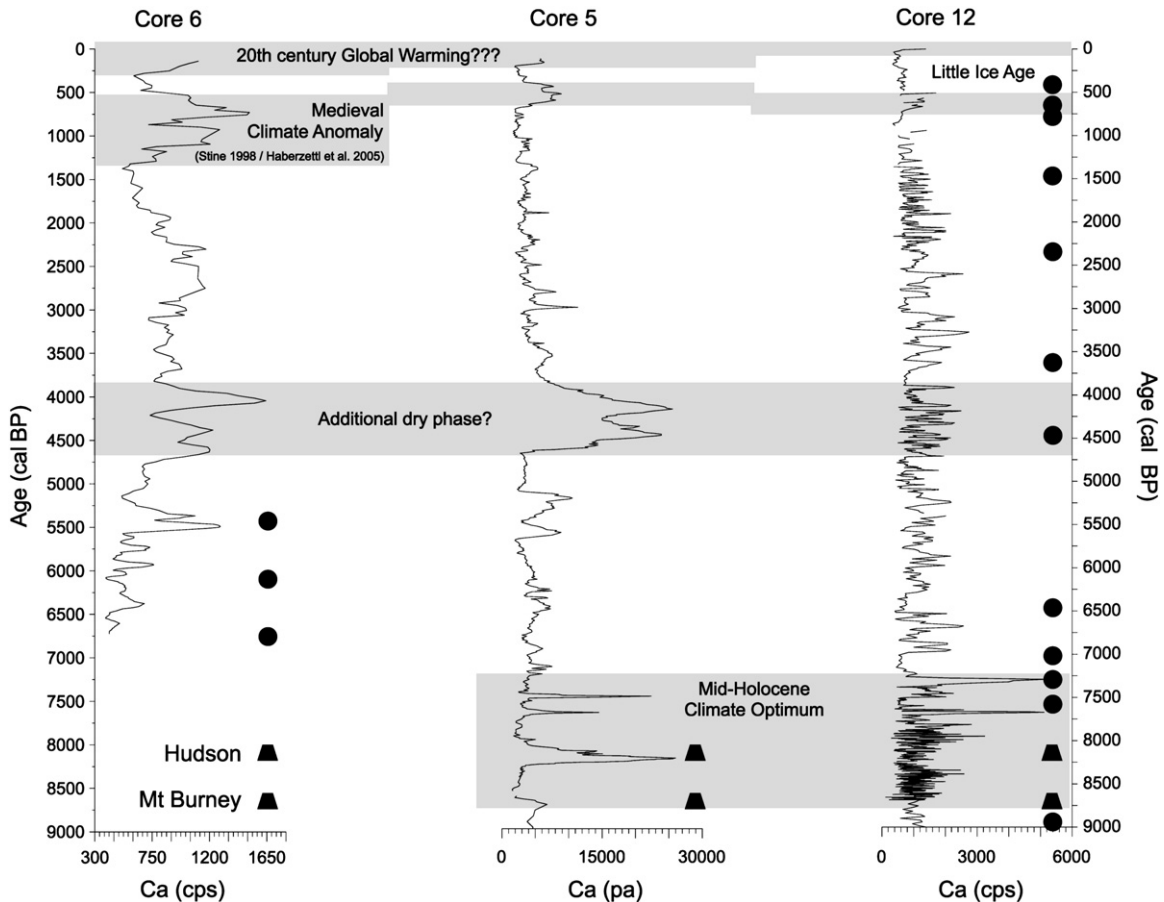 Core 6
Core 5
Core 12
0
500
1000
1500
2000
2500
3000
3500
4000
4500
5000
5500
6000
6500
7000
7500
8000
8500
9000
Age (cal BP)
20th century Global Warming???
Little Ice Age
Medieval
Climate Anomaly
(Stine 1998 / Haberzettl et al. 2005)
Additional dry phase?
Mid-Holocene
Climate Optimum
Hudson
Mt Burney
0
500
1000
1500
2000
2500
3000
3500
4000
4500
5000
5500
6000
6500
7000
7500
8000
8500
9000
Age (cal BP)
300 750 1200 1650
0 15000 30000
0 3000 6000
Ca (cps)
Ca (pa)
Ca (cps)